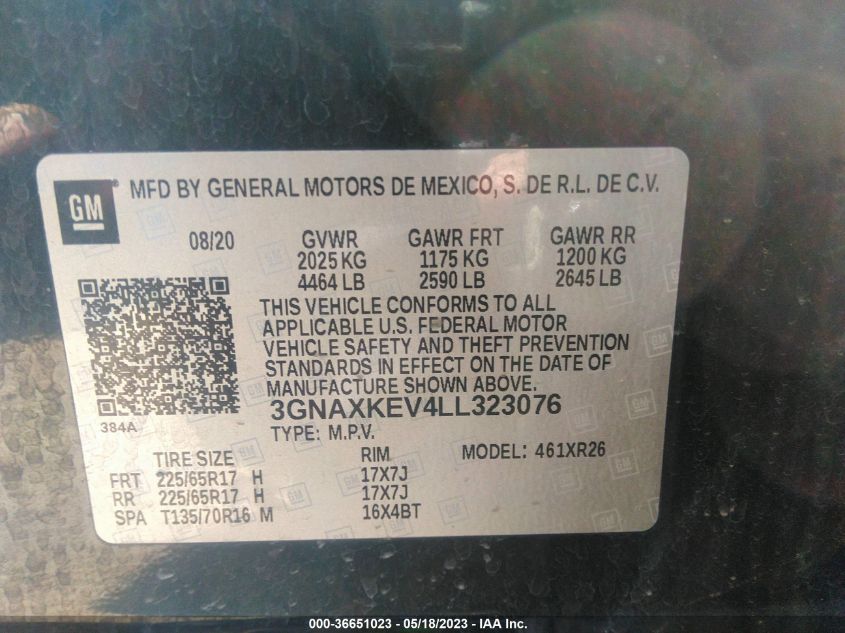 GM® MFD BY GENERAL MOTORS DE MEXICO, S. DE R.L. DE C.V.
08/20 GVWR GAWR FRT GAWR RR
2025 KG 1175 KG 1200 KG
4464 LB 2590 LB 2645 LB
THIS VEHICLE CONFORMS TO ALL
APPLICABLE U.S. FEDERAL MOTOR
VEHICLE SAFETY AND THEFT PREVENTION
STANDARDS IN EFFECT ON THE DATE OF
MANUFACTURE SHOWN ABOVE.
384A 3GNAXKEV4LL323076
TYPE: M.P.V.
TIRE SIZE RIM MODEL: 461XR26
FRT 225/65R17 H 17X7J
RR 225/65R17 H 17X7J
SPA T135/70R16 M 16X4BT
000-36651023 - 05/18/2023 - IAA Inc.